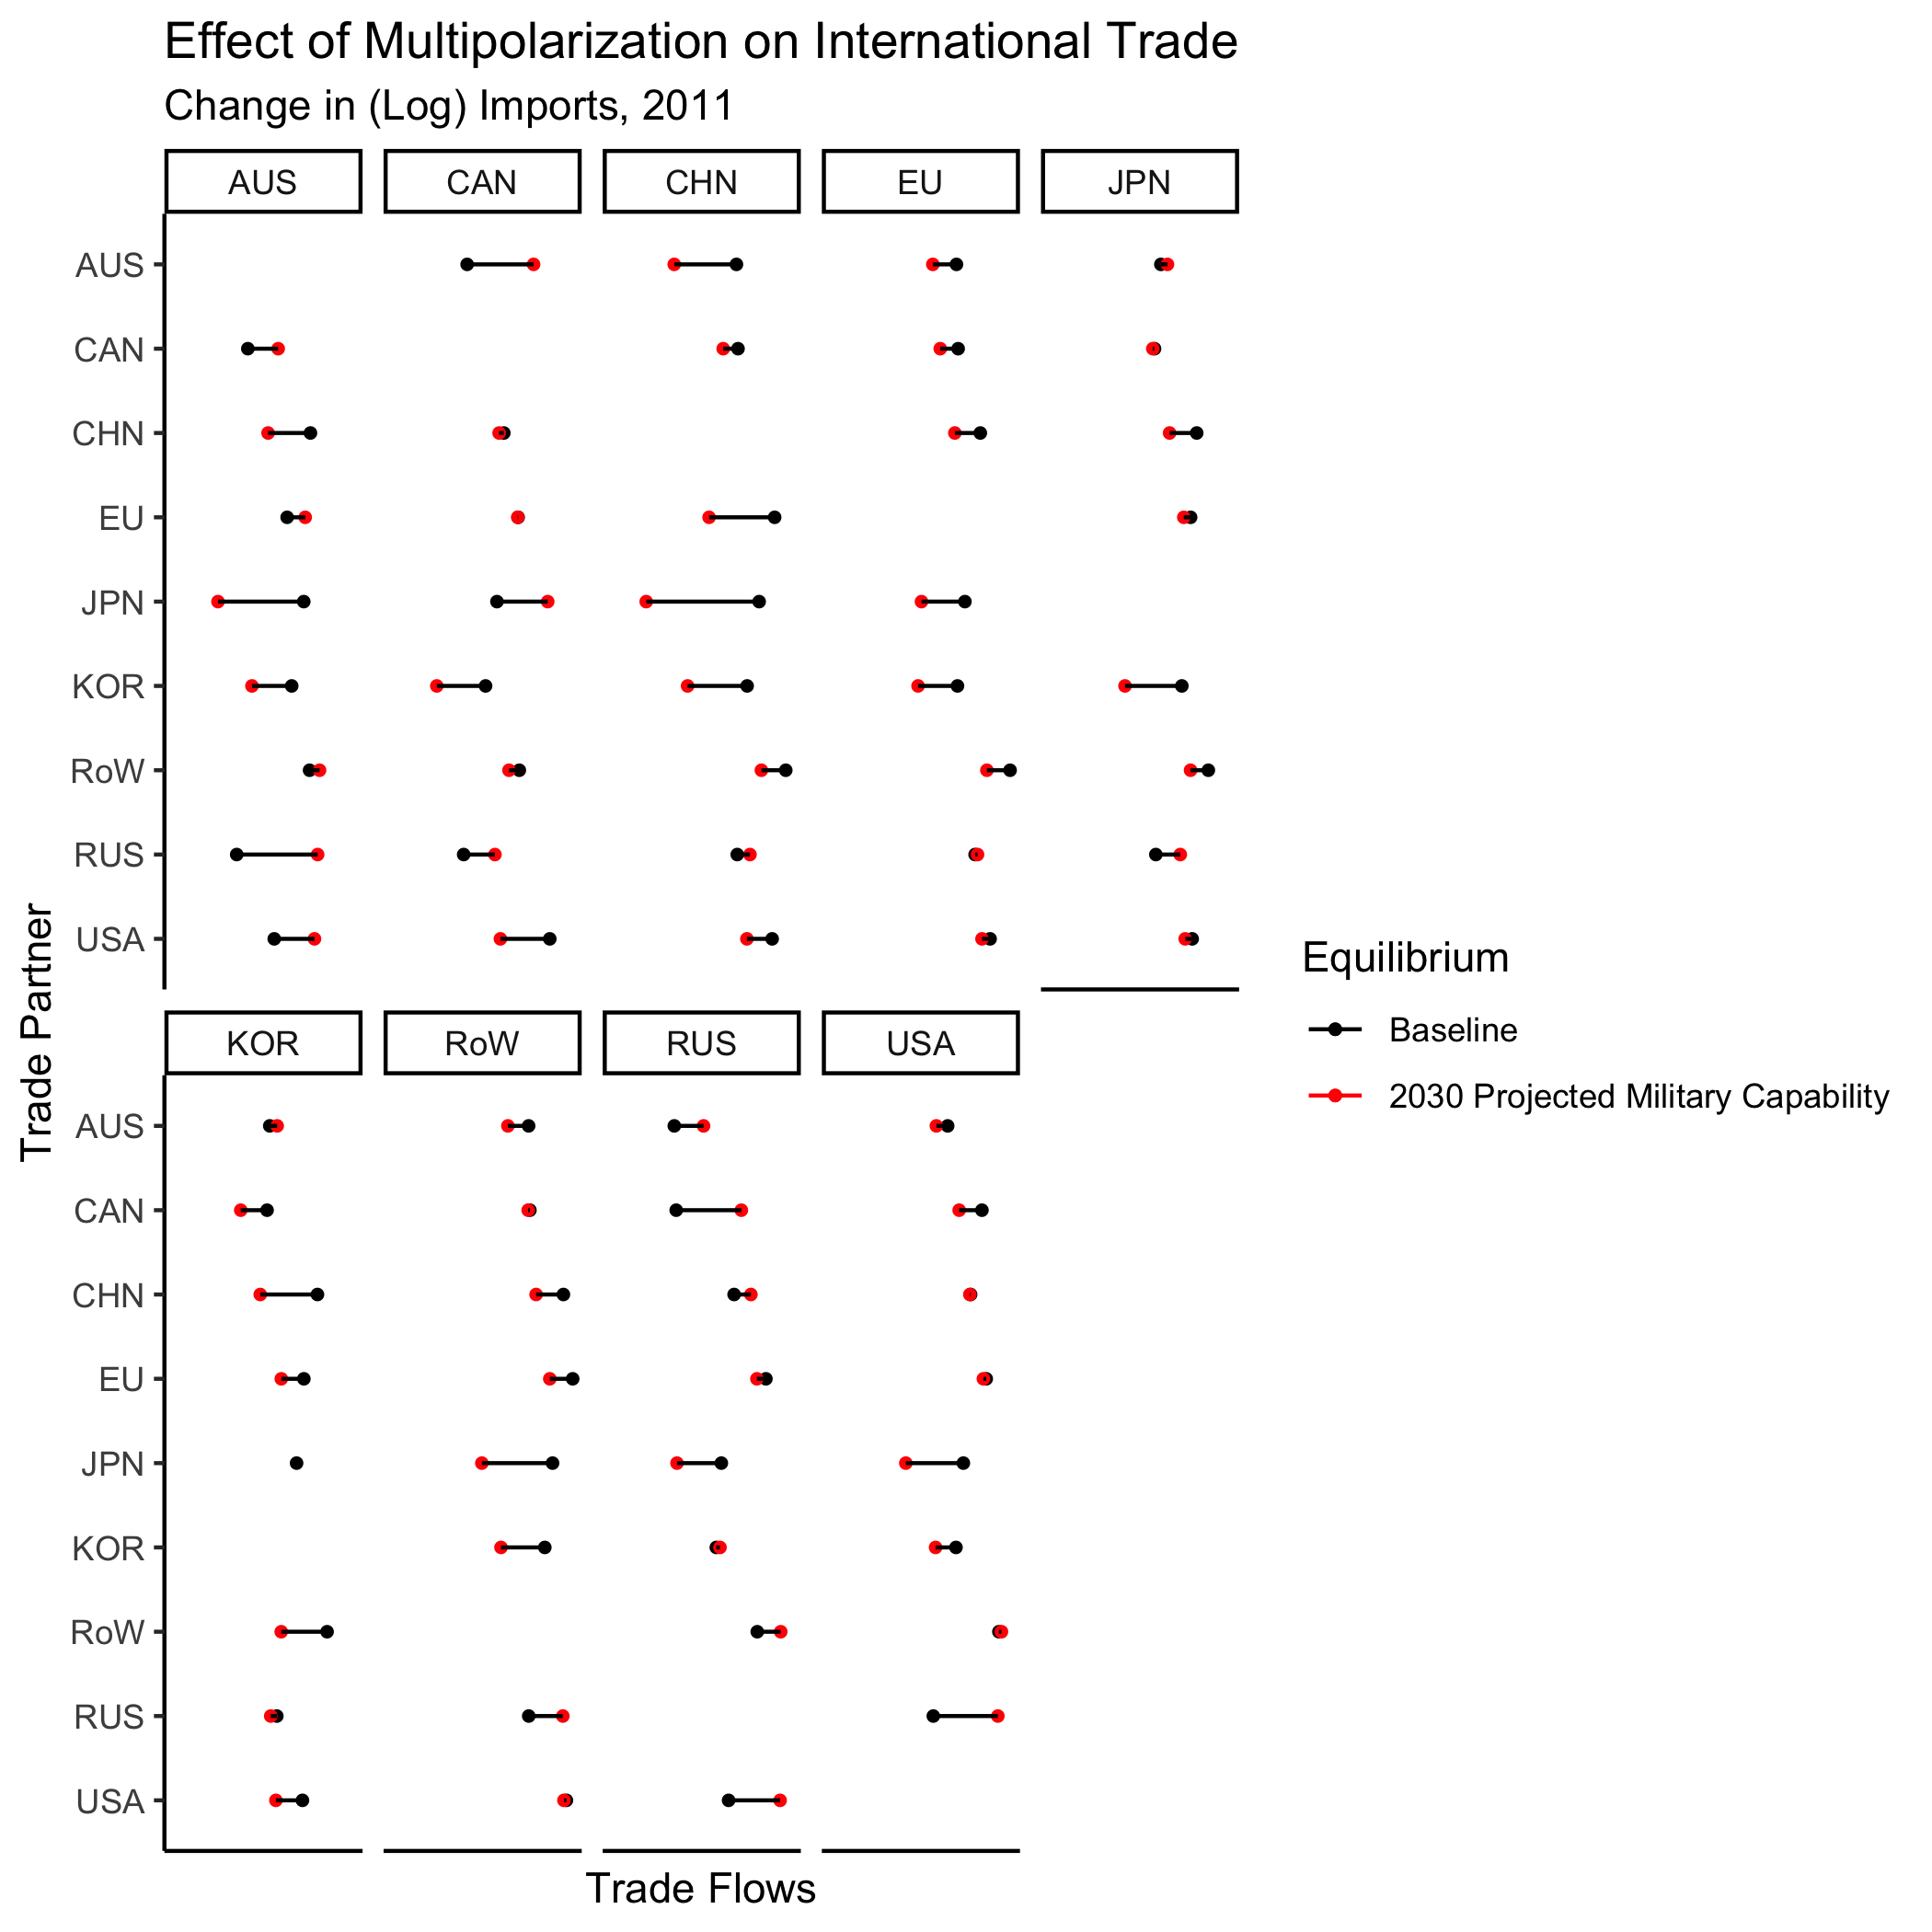 Effect of Multipolarization on International Trade
Change in (Log) Imports, 2011
AUS CAN CHN EU JPN
AUS
CAN
CHN
EU
JPN
KOR
RoW
RUS
USA
KOR RoW RUS USA
AUS
CAN
CHN
EU
JPN
KOR
RoW
RUS
USA
Trade Partner
Trade Flows
Equilibrium
Baseline
2030 Projected Military Capability